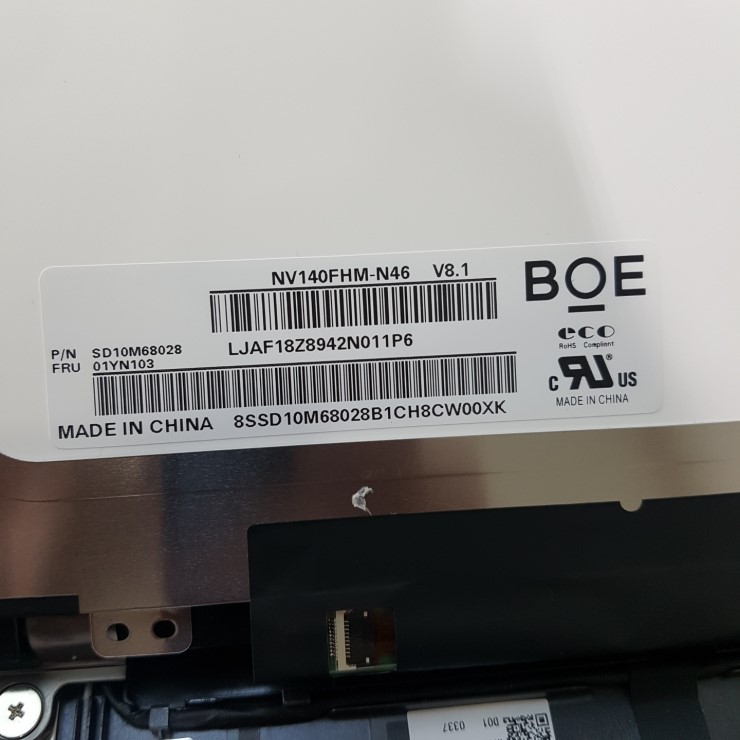 NV140FHM-N46 V8.1
BOE
P/N SD10M68028
LJAF18Z8942N011P6
FRU 01YN103
eco
RoHS Compliant
c RU ® US
MADE IN CHINA
MADE IN CHINA 8SSD10M68028B1CH8CW00XK
D01 0337